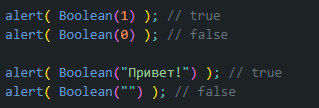 alert( Boolean(1) ); // true
alert( Boolean(0) ); // false
alert( Boolean("Привет!") ); // true
alert( Boolean("") ); // false